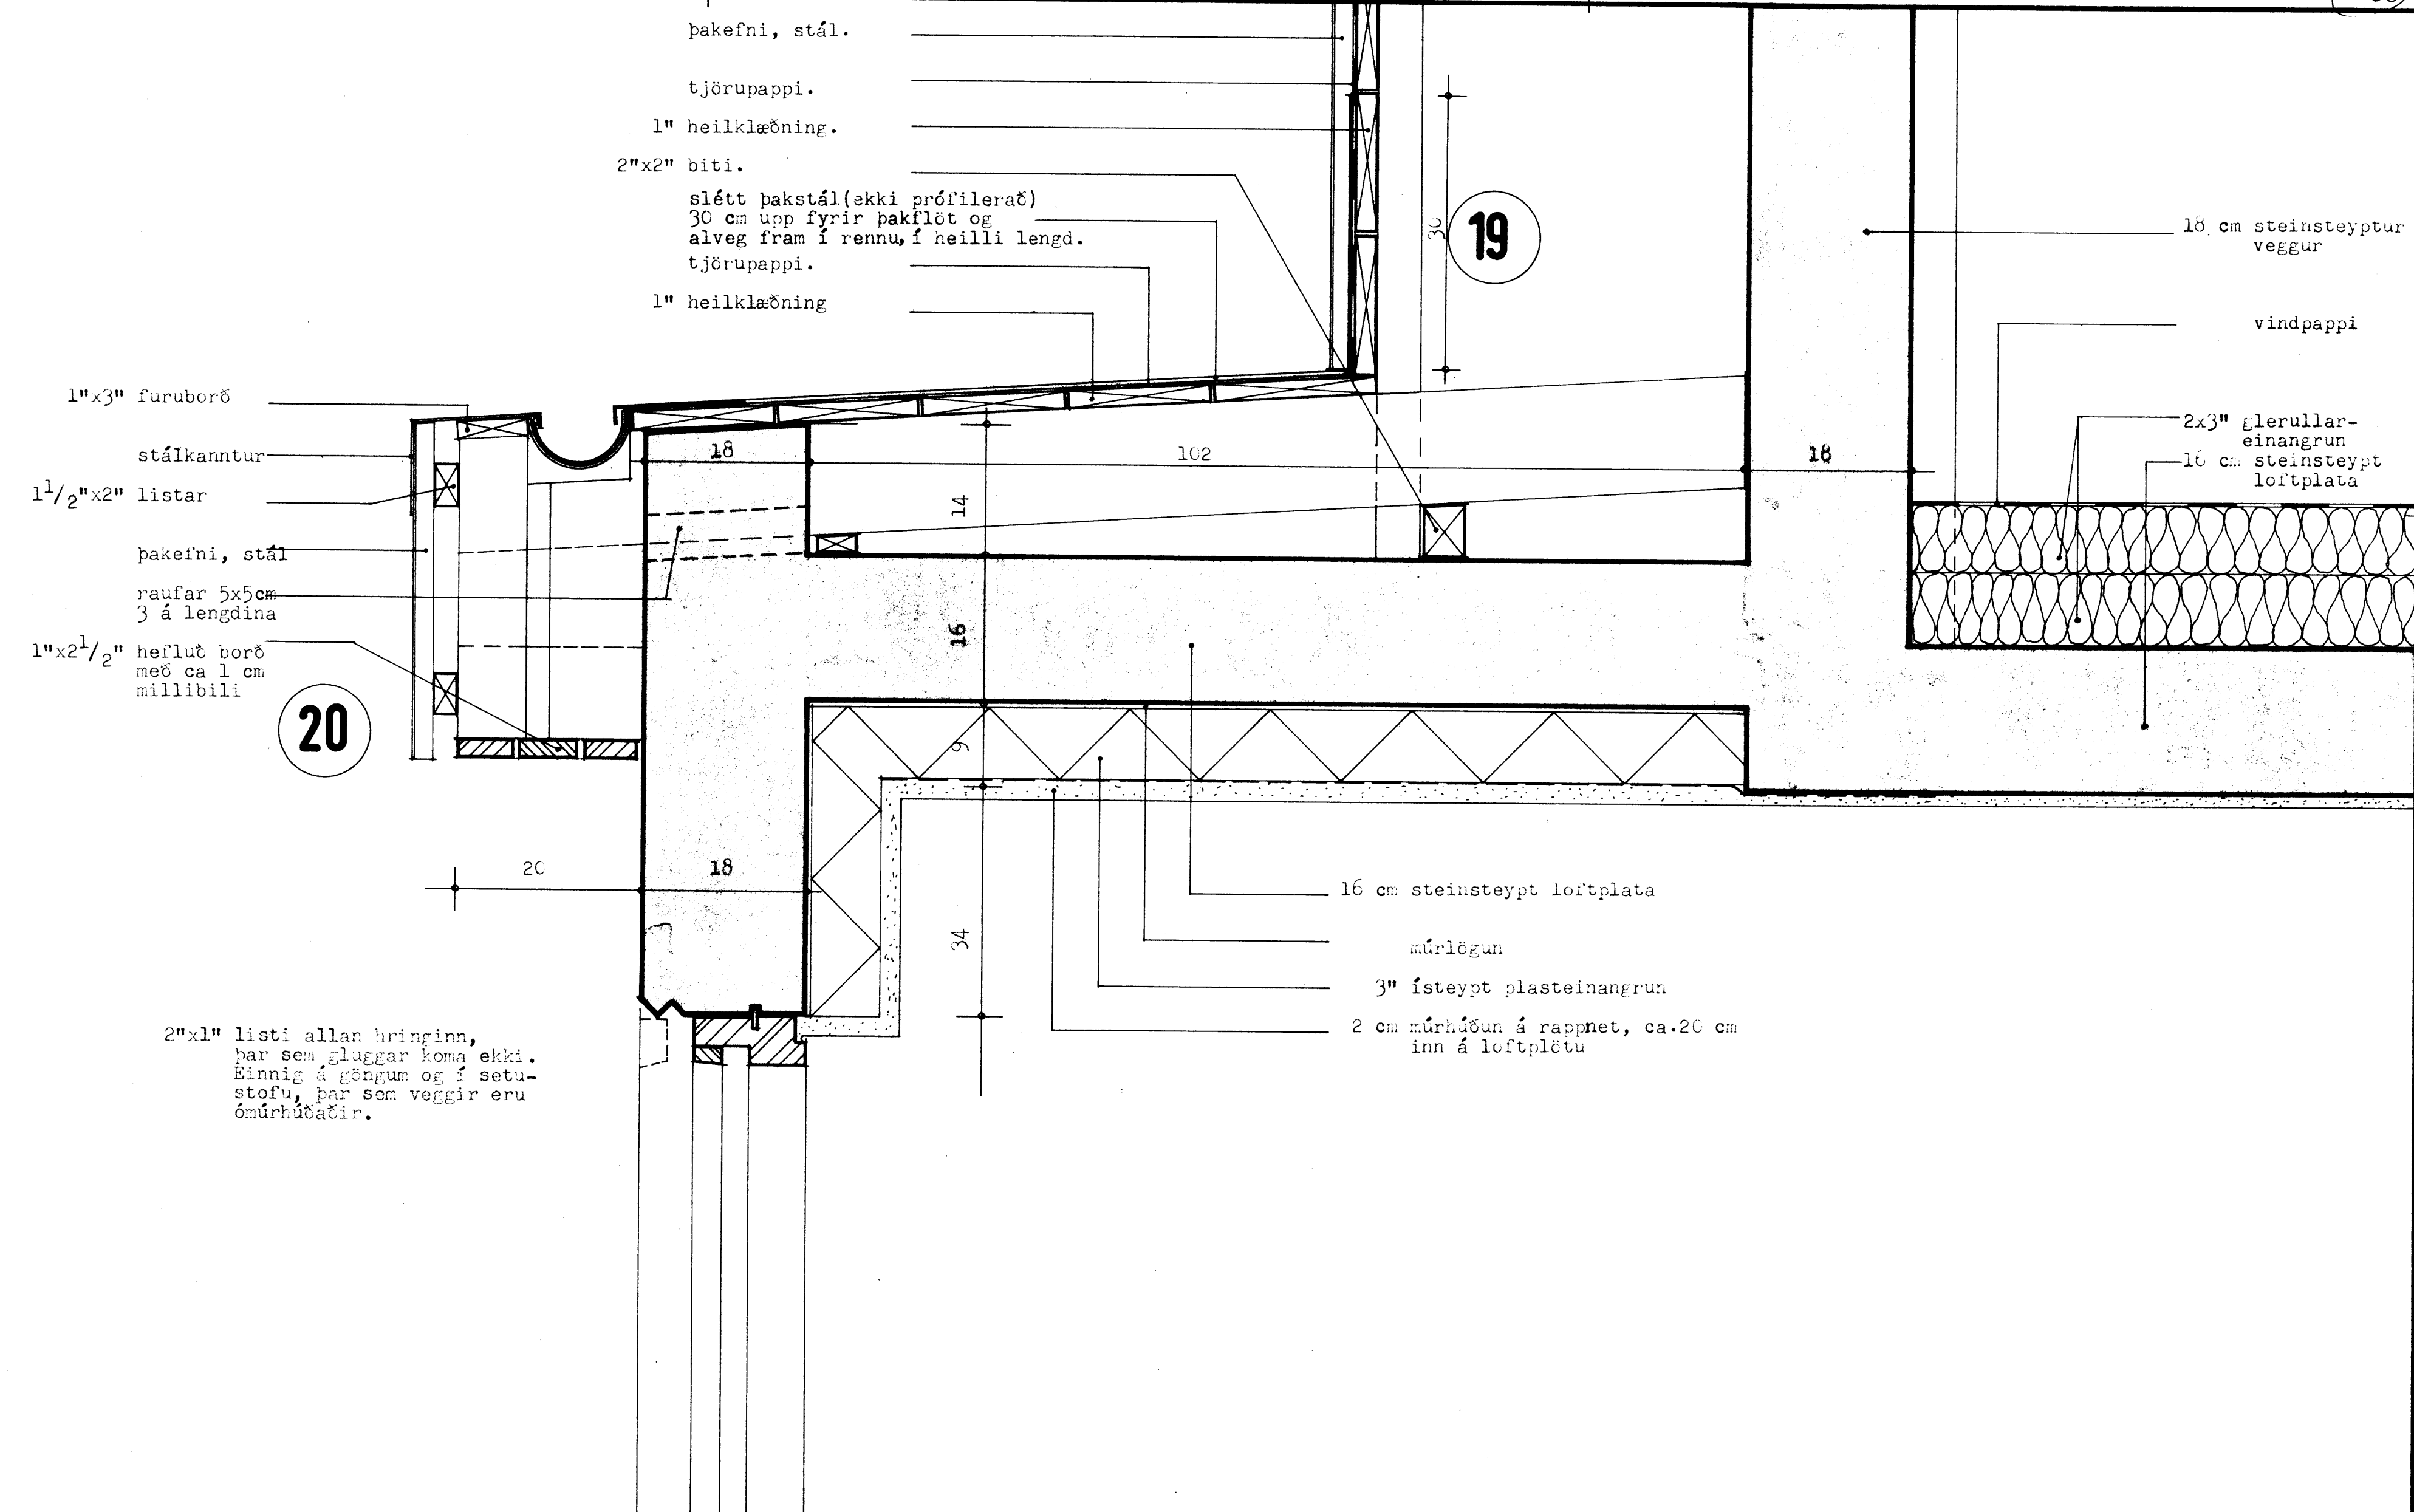 þakefni, stál.
tjörupappi.
1" heilklæðning.
2"x2" biti.
slétt þakstál(ekki prófilerað)
30 cm upp fyrir þakflöt og
alveg fram í rennu, í heilli lengd.
tjörupappi.
1" heilklæðning
30
19
18 cm steinsteyptur
veggur
vindpappi
2x3" glerullar-
einangrun
16 cm steinsteypt
loftplata
1"x3" furuborð
stálkanntur
1 1/2"x2" listar
þakefni, stál
raufar 5x5cm
3 á lengdina
1"x2 1/2" hefluð borð
með ca 1 cm
millibili
20
18
102
18
14
16
9
34
20
18
16 cm steinsteypt loftplata
múrlögun
3" ísteypt plasteinangrun
2 cm múrhúðun á rappnet, ca.20 cm
inn á loftplötu
2"x1" listi allan hringinn,
þar sem gluggar koma ekki.
Einnig á göngum og í setu-
stofu, þar sem veggir eru
ómúrhúðaðir.